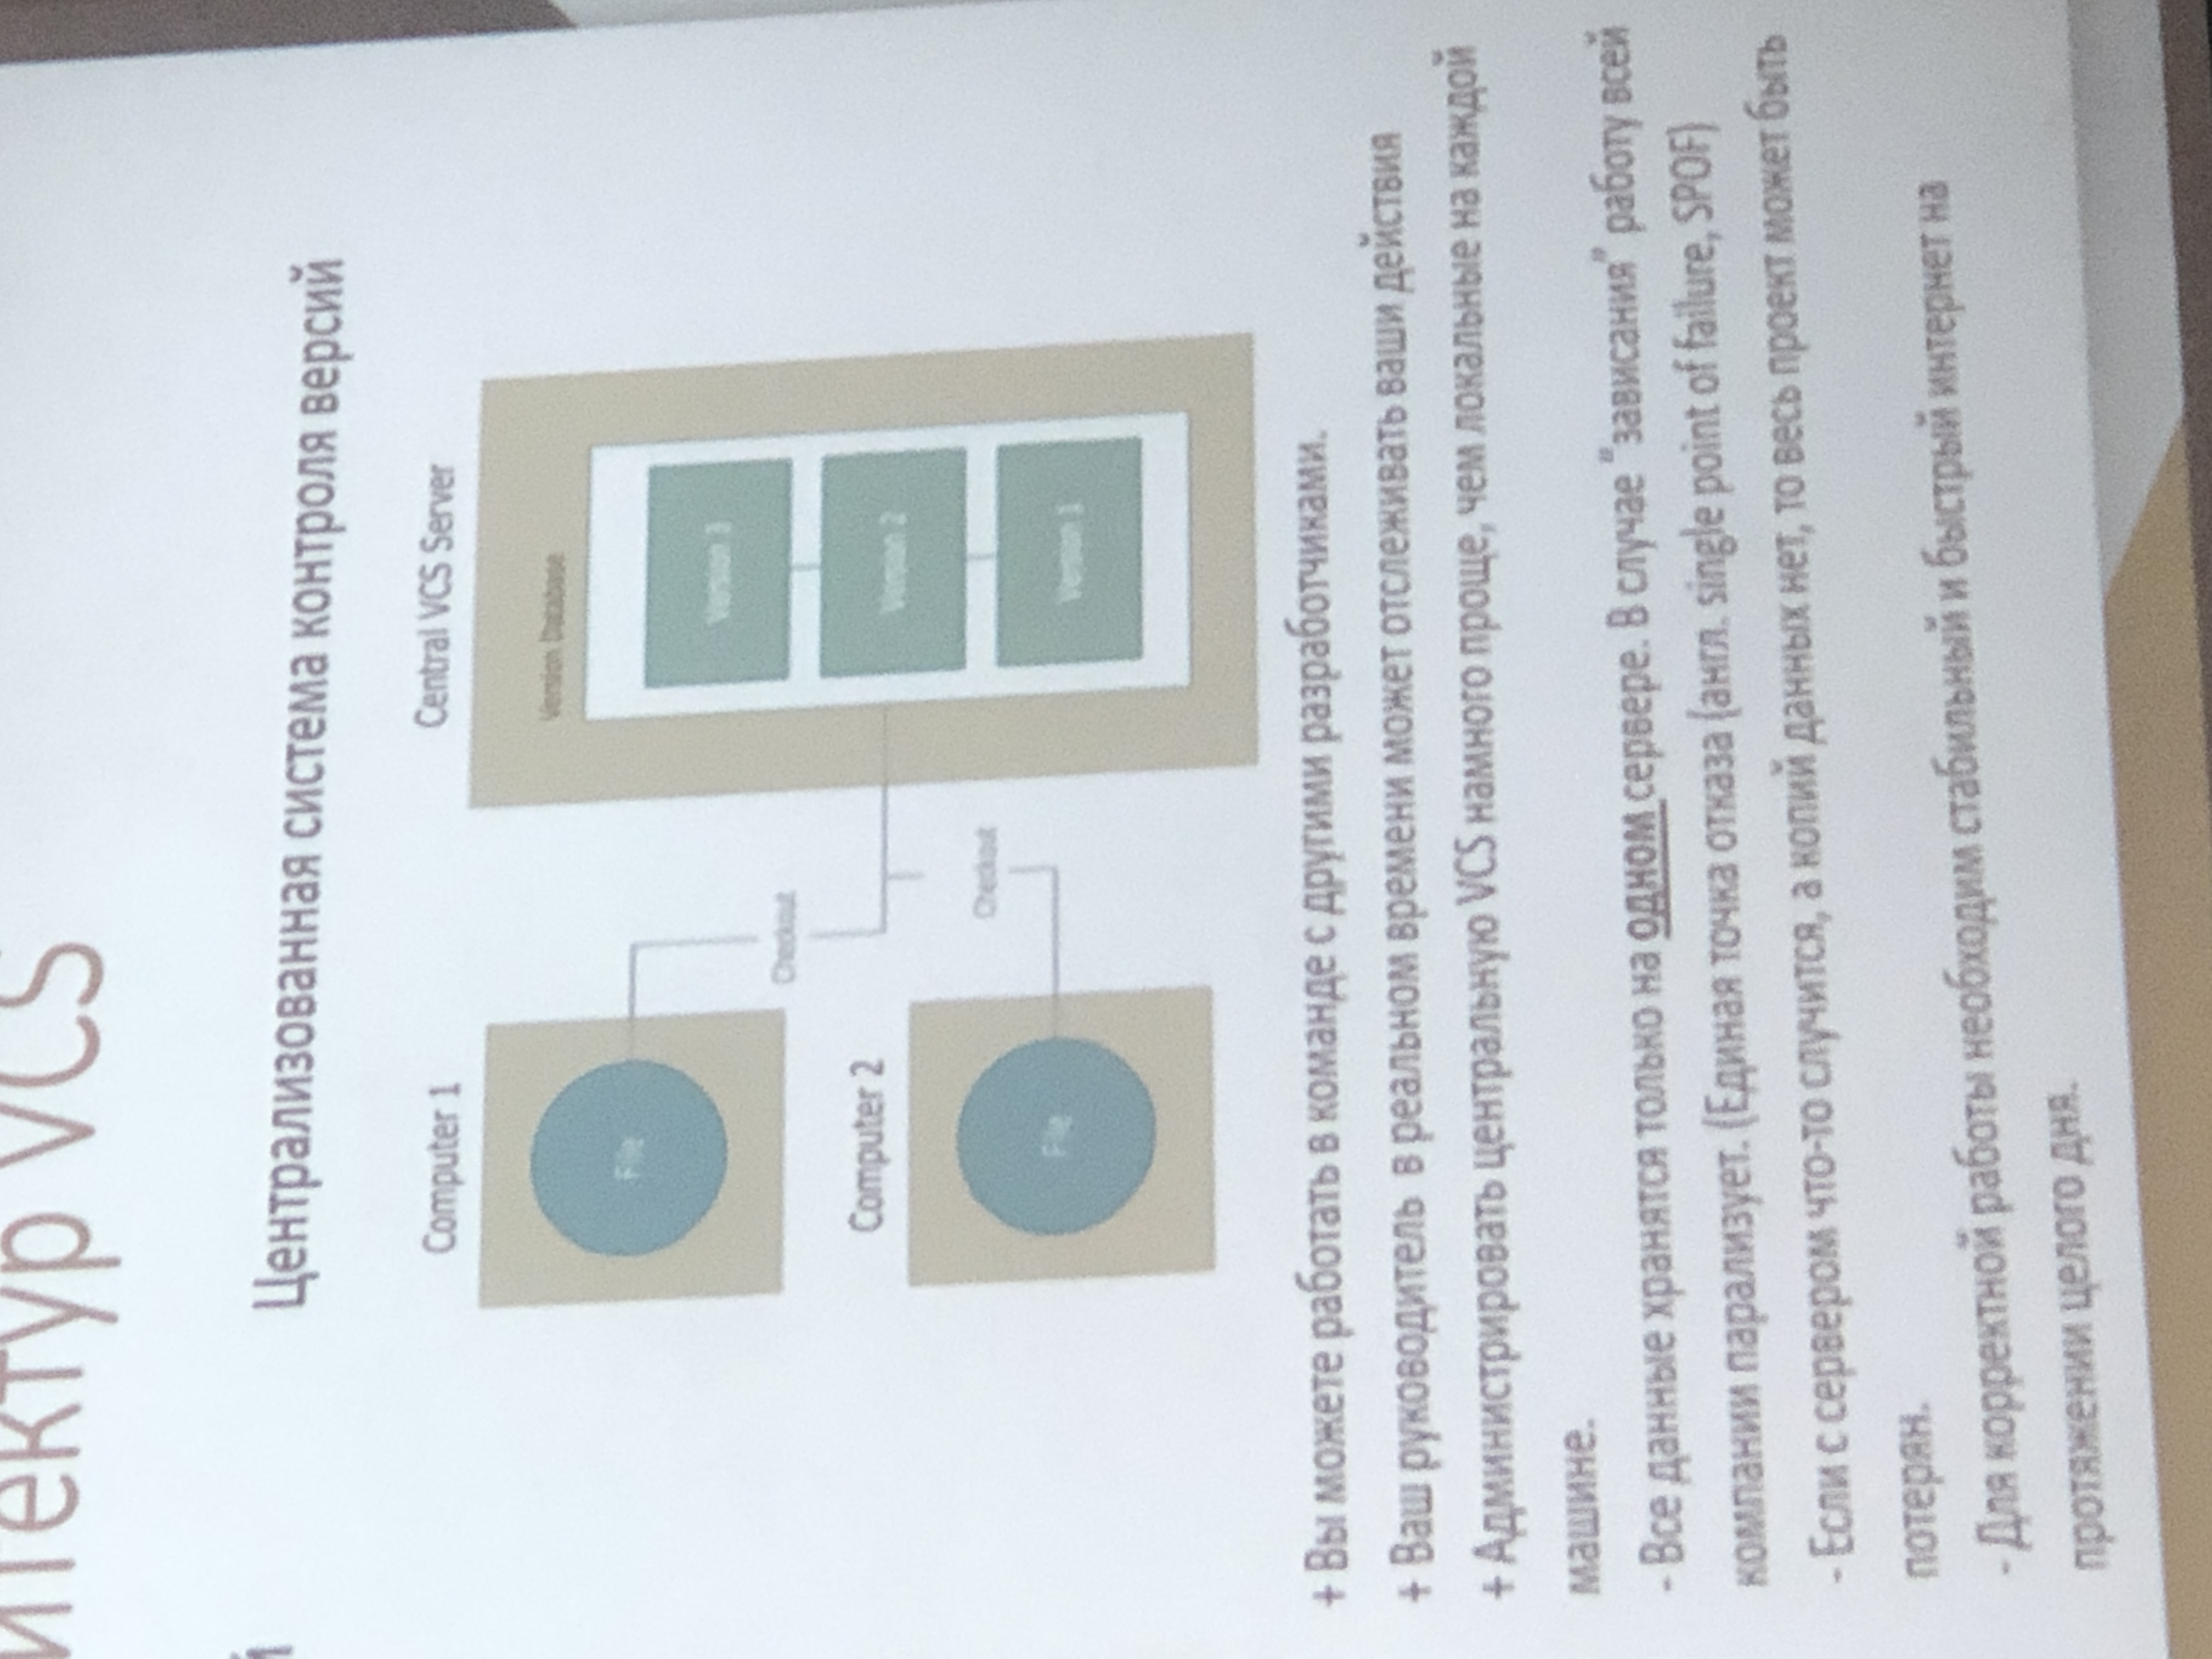 итектур VCS
й
Централизованная система контроля версий
Computer 1
Central VCS Server
Version Database
File
Version 3
Checkout
Computer 2
Version 2
Checkout
File
Version 1
+ Вы можете работать в команде с другими разработчиками.
+ Ваш руководитель в реальном времени может отслеживать ваши действия
+ Администрировать центральную VCS намного проще, чем локальные на каждой
машине.
- Все данные хранятся только на одном сервере. В случае "зависания" работу всей
компании парализует. (Единая точка отказа (англ. single point of failure, SPOF)
- Если с сервером что-то случится, а копий данных нет, то весь проект может быть
потерян.
- Для корректной работы необходим стабильный и быстрый интернет на
протяжении целого дня.